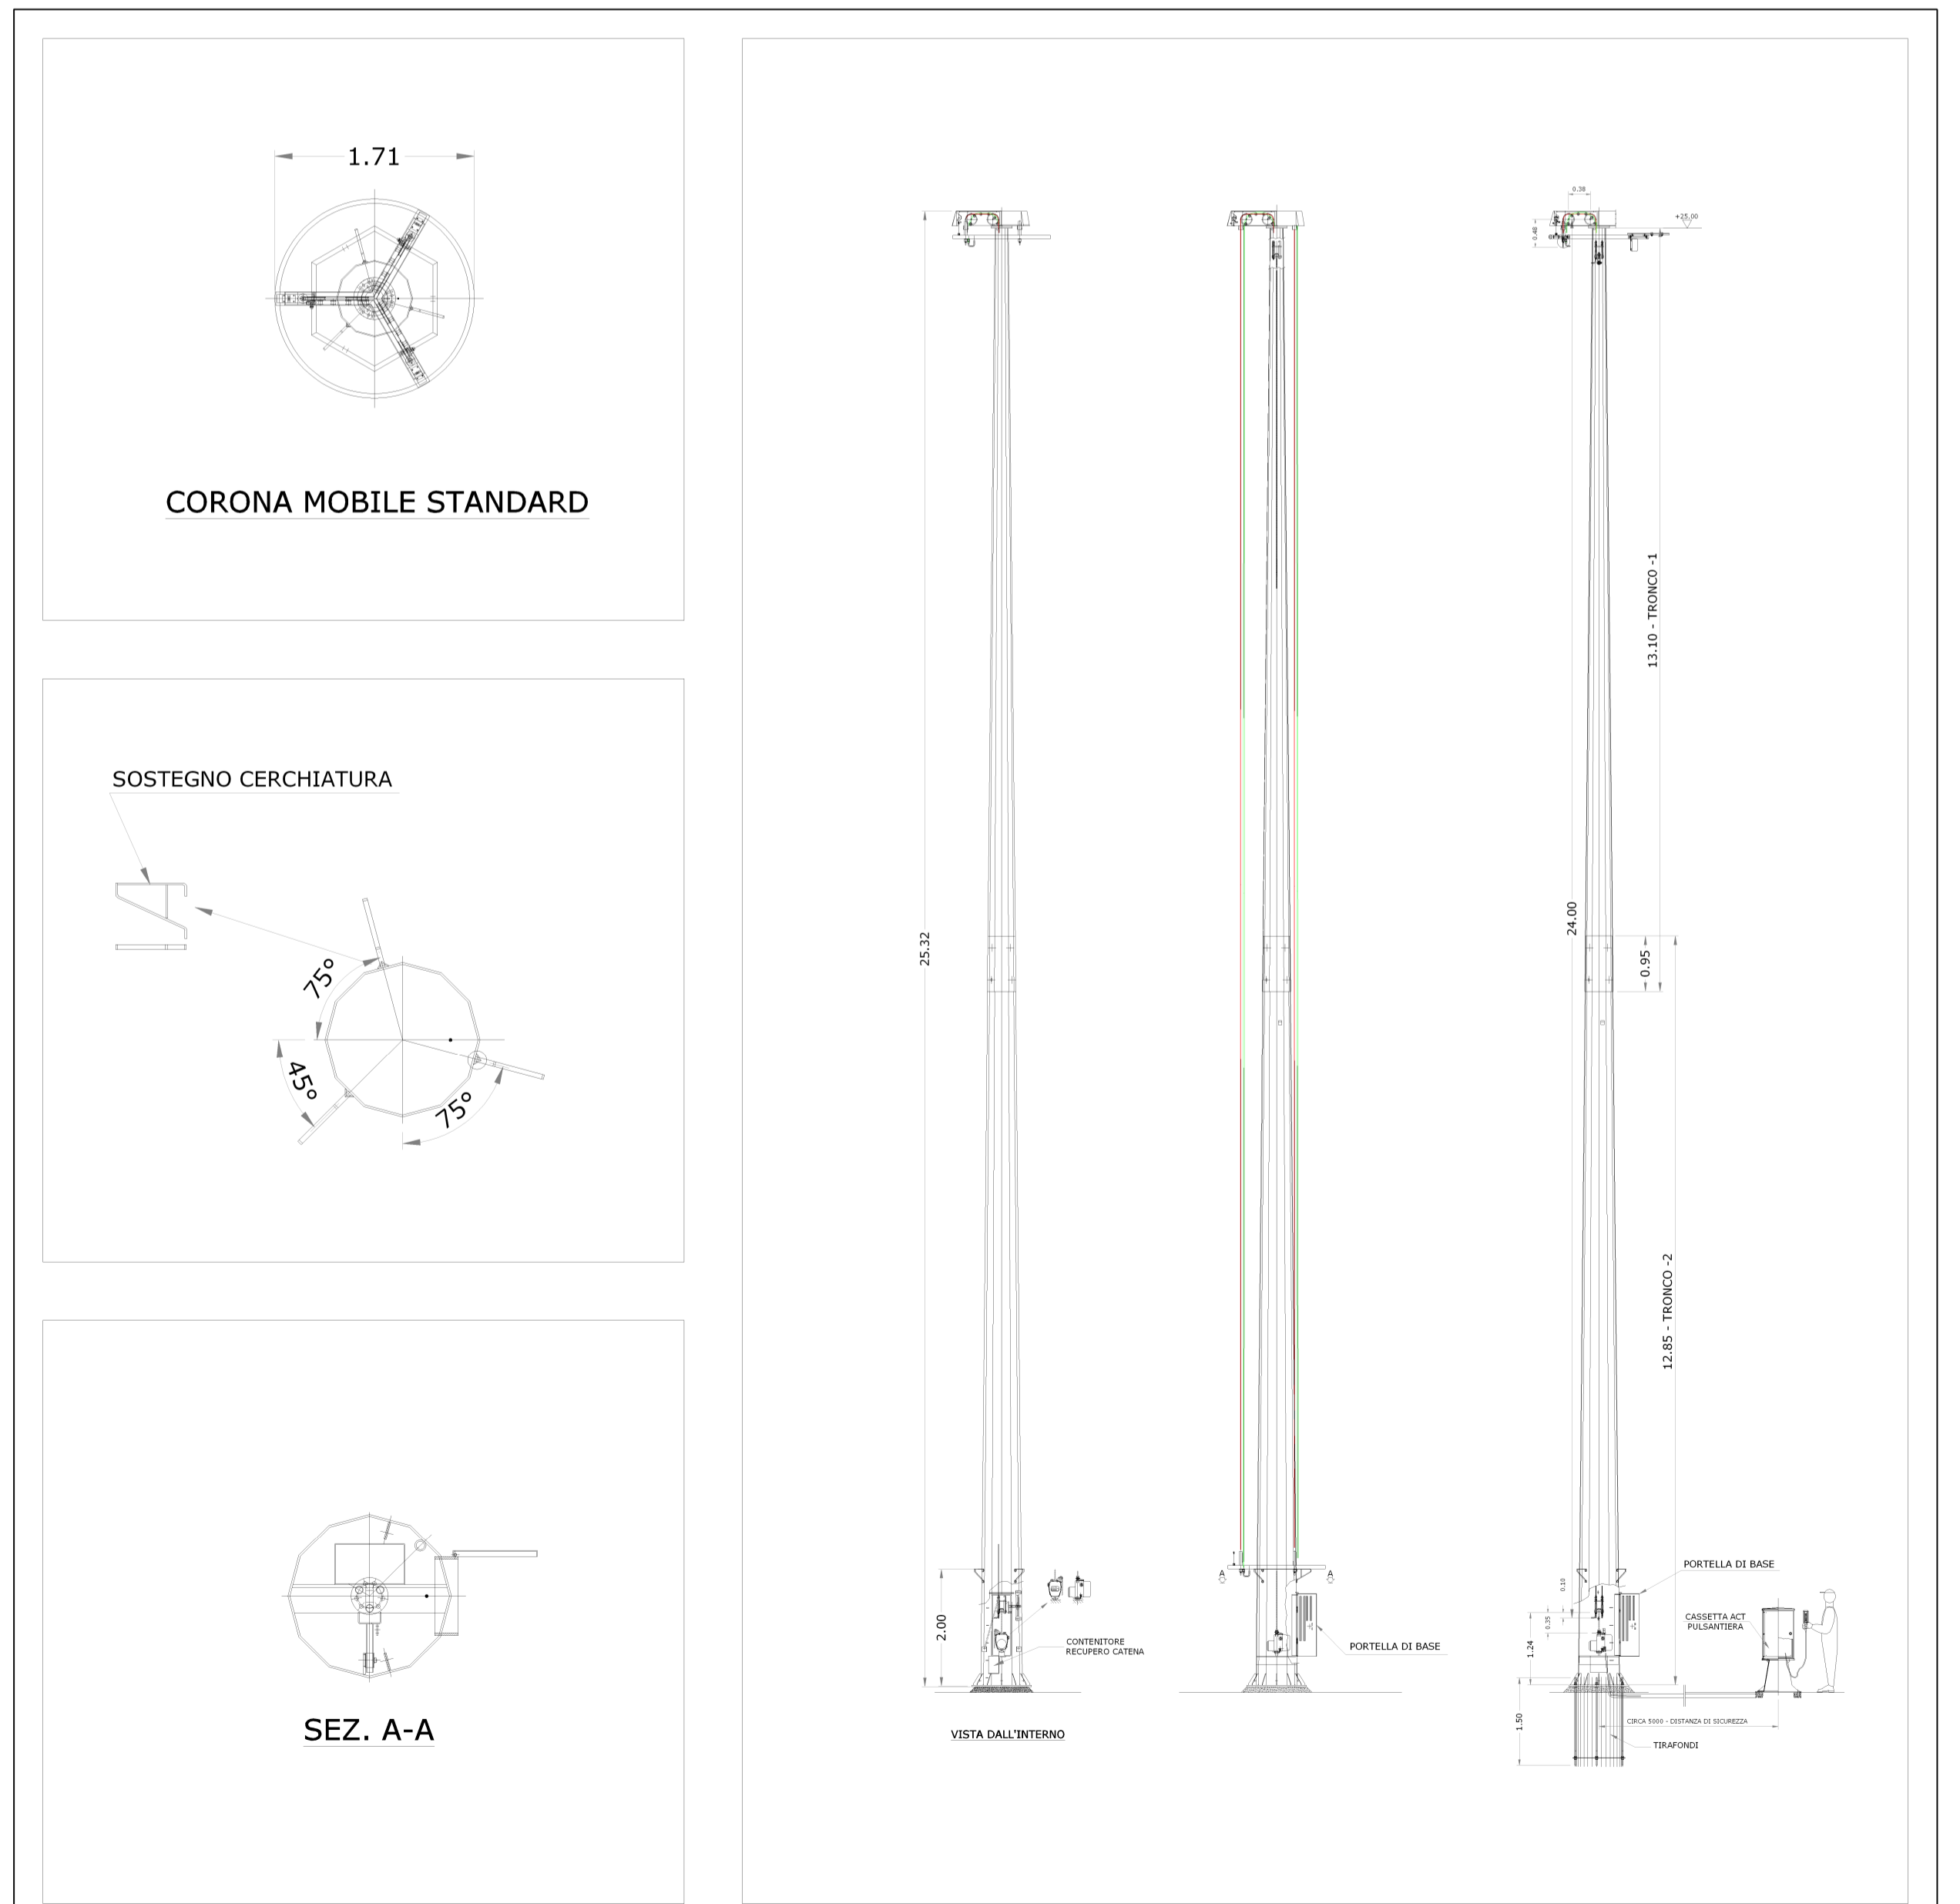 1.71
CORONA MOBILE STANDARD
SOSTEGNO CERCHIATURA
75°
45°
75°
SEZ. A-A
25.32
2.00
CONTENITORE
RECUPERO CATENA
VISTA DALL'INTERNO
A
A
PORTELLA DI BASE
0.38
0.48
+25.00
13.10 - TRONCO -1
24.00
0.95
12.85 - TRONCO -2
PORTELLA DI BASE
0.10
0.35
1.24
CASSETTA ACT
PULSANTIERA
1.50
CIRCA 5000 - DISTANZA DI SICUREZZA
TIRAFONDI